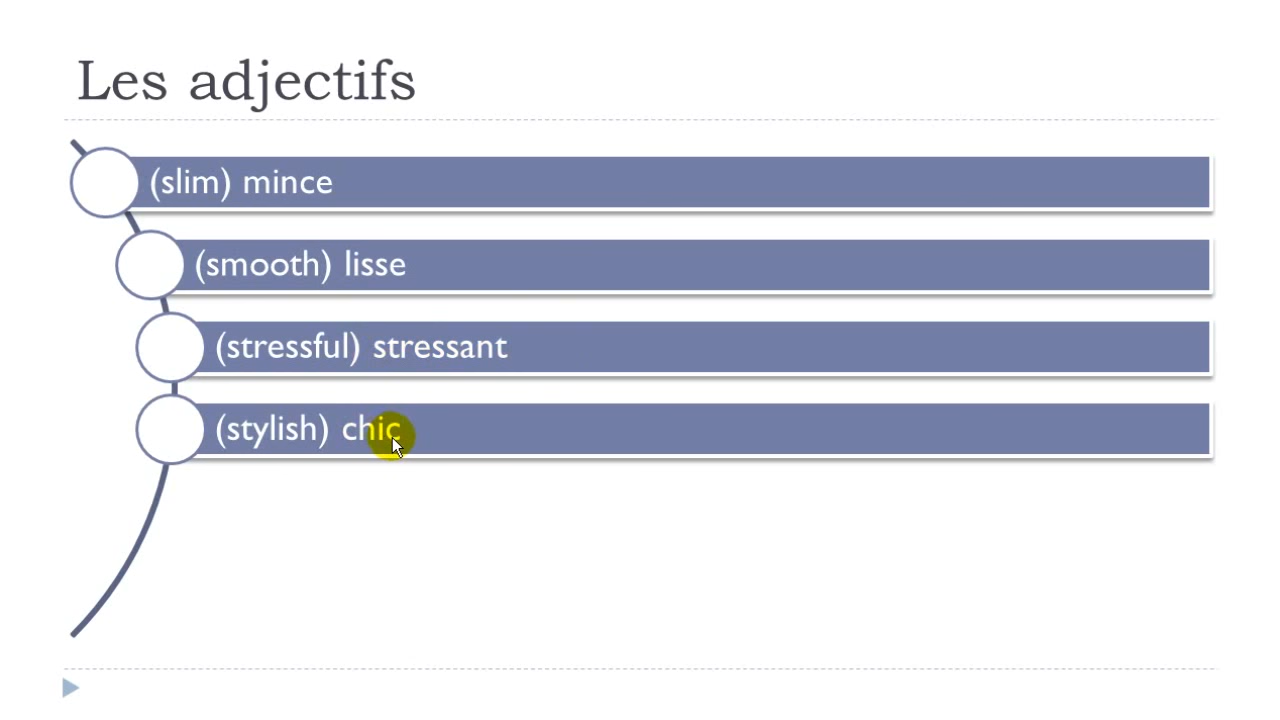 Les adjectifs
(slim) mince
(smooth) lisse
(stressful) stressant
(stylish) chic